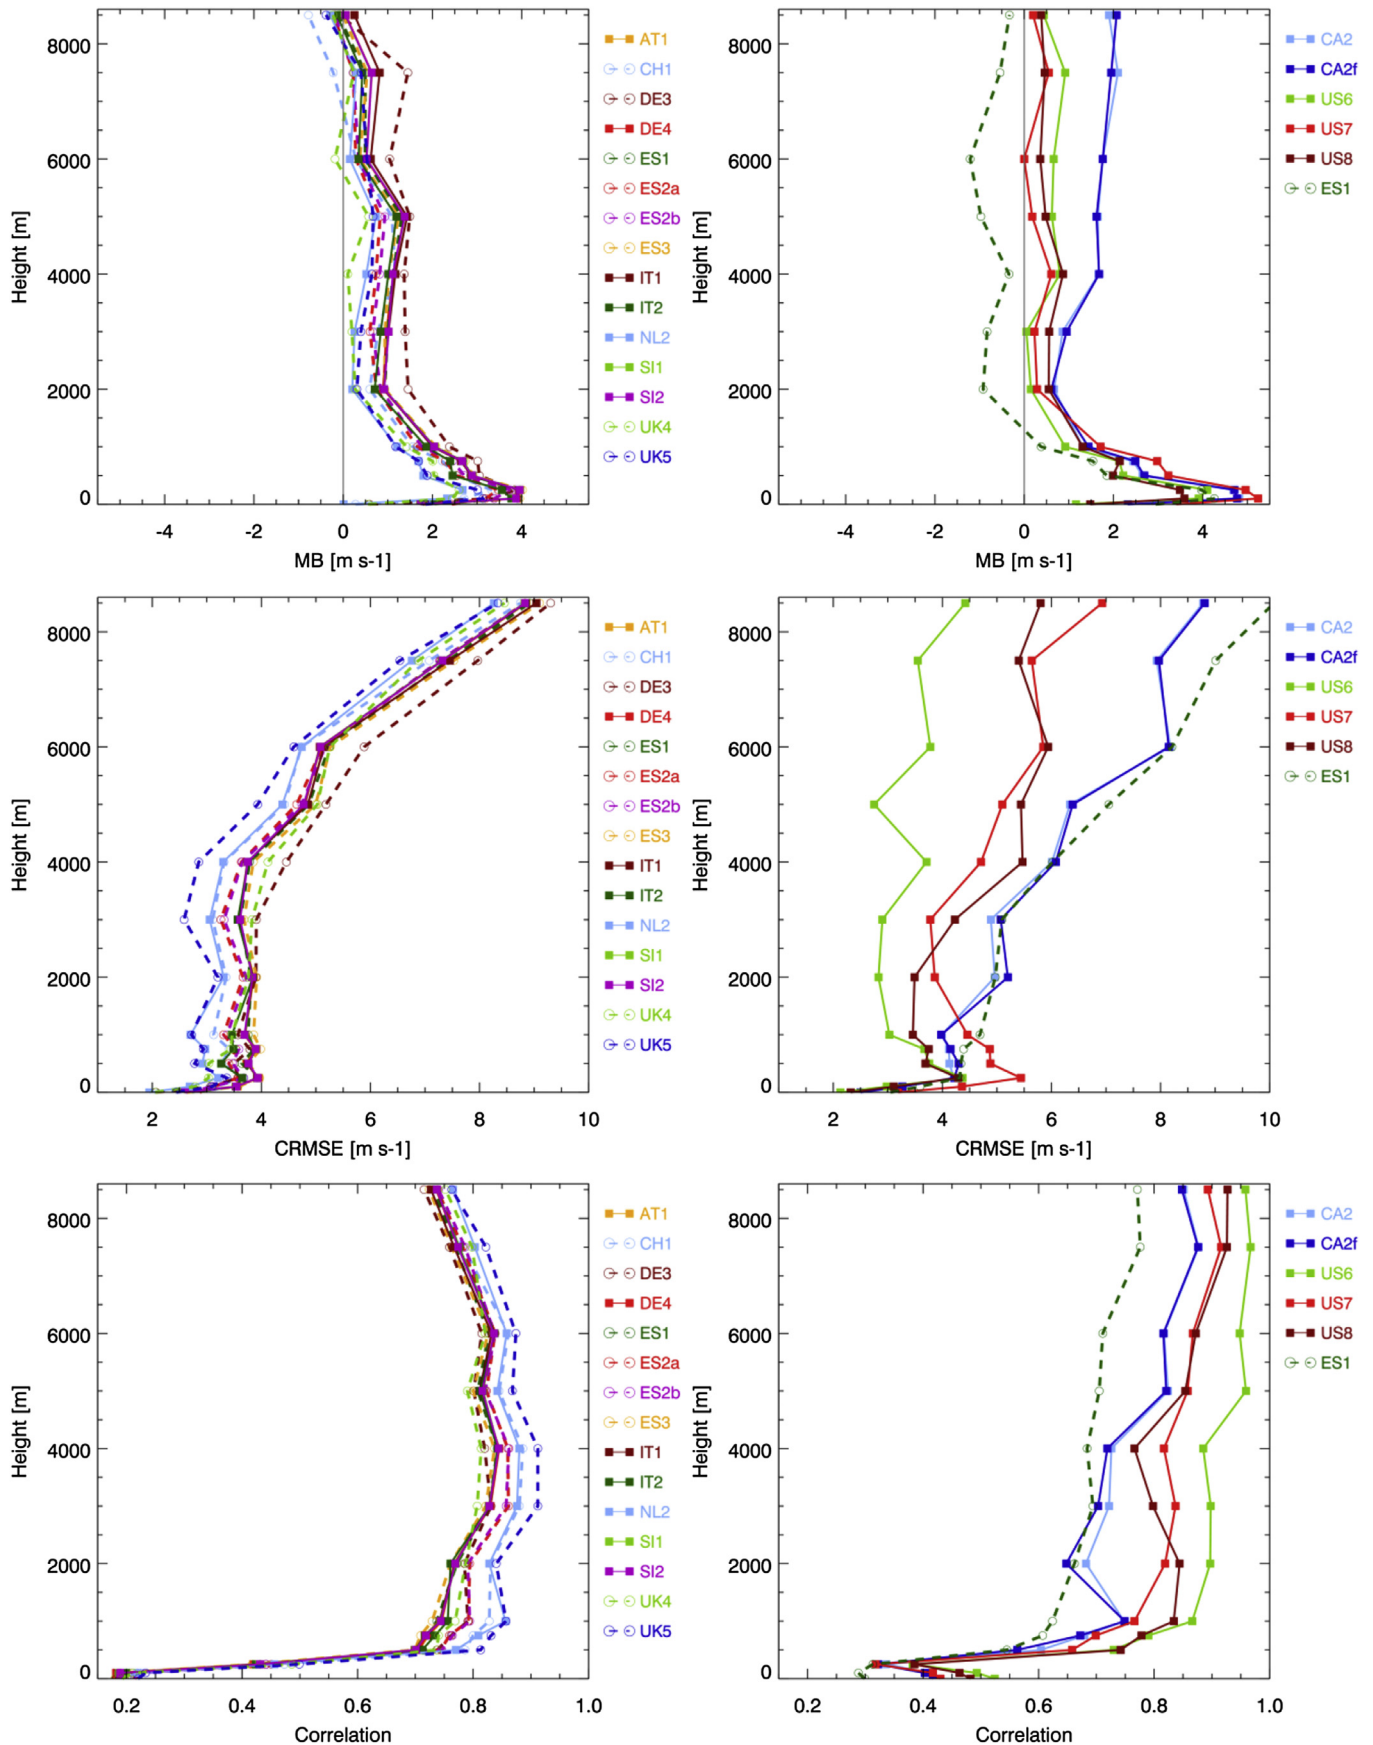 Height [m]
8000
6000
4000
2000
0
-4 -2 0 2 4
MB [m s-1]
AT1
CH1
DE3
DE4
ES1
ES2a
ES2b
ES3
IT1
IT2
NL2
SI1
SI2
UK4
UK5
Height [m]
8000
6000
4000
2000
0
-4 -2 0 2 4
MB [m s-1]
CA2
CA2f
US6
US7
US8
ES1
Height [m]
8000
6000
4000
2000
0
2 4 6 8 10
CRMSE [m s-1]
AT1
CH1
DE3
DE4
ES1
ES2a
ES2b
ES3
IT1
IT2
NL2
SI1
SI2
UK4
UK5
Height [m]
8000
6000
4000
2000
0
2 4 6 8 10
CRMSE [m s-1]
CA2
CA2f
US6
US7
US8
ES1
Height [m]
8000
6000
4000
2000
0
0.2 0.4 0.6 0.8 1.0
Correlation
AT1
CH1
DE3
DE4
ES1
ES2a
ES2b
ES3
IT1
IT2
NL2
SI1
SI2
UK4
UK5
Height [m]
8000
6000
4000
2000
0
0.2 0.4 0.6 0.8 1.0
Correlation
CA2
CA2f
US6
US7
US8
ES1